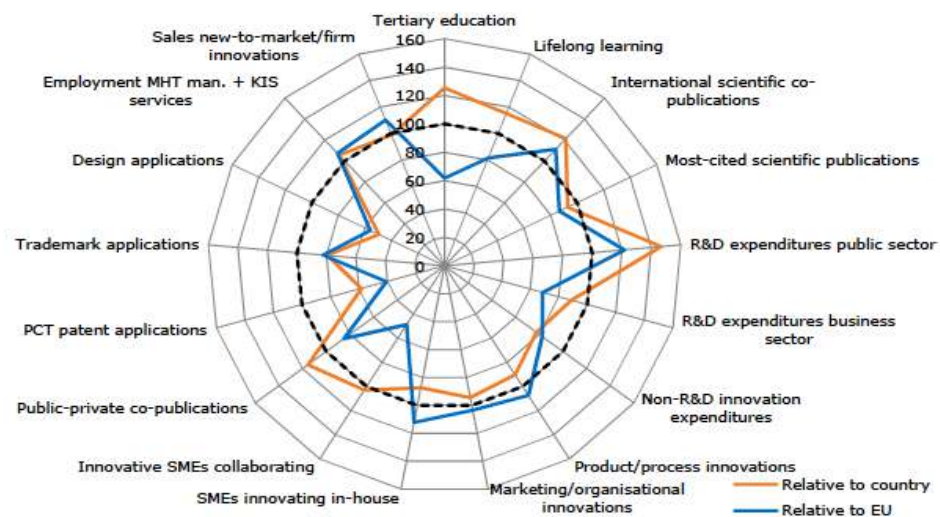 Tertiary education
160
140
120
100
80
60
40
20
0
Lifelong learning
International scientific co-
publications
Most-cited scientific publications
R&D expenditures public sector
R&D expenditures business
sector
Non-R&D innovation
expenditures
Product/process innovations
Marketing/organisational
innovations
SMEs innovating in-house
Innovative SMEs collaborating
Public-private co-publications
PCT patent applications
Trademark applications
Design applications
Employment MHT man. + KIS
services
Sales new-to-market/firm
innovations
Relative to country
Relative to EU